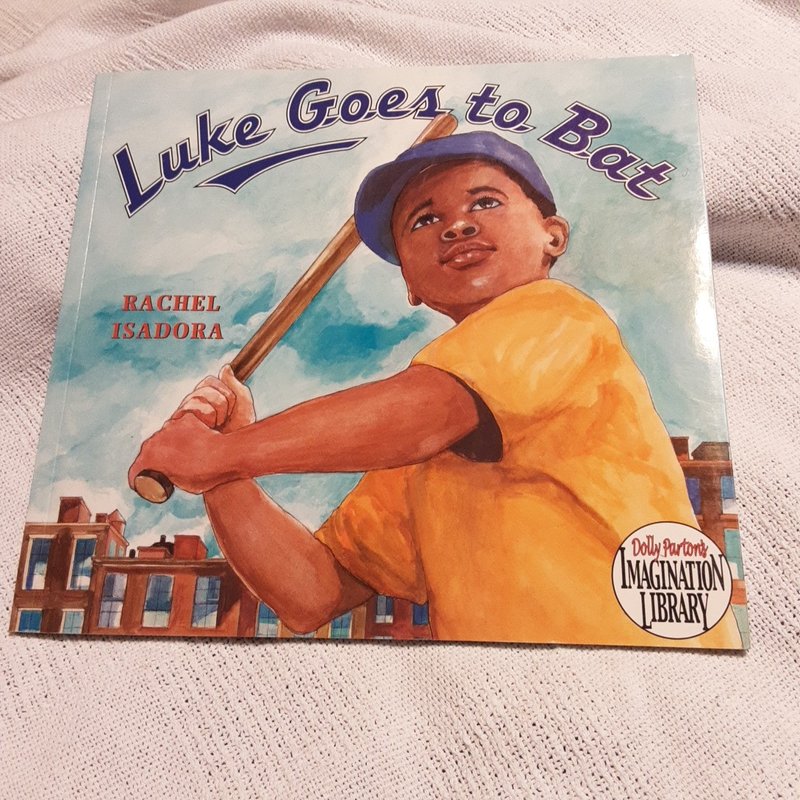 Luke Goes to Bat
RACHEL
ISADORA
Dolly Parton's
IMAGINATION
LIBRARY